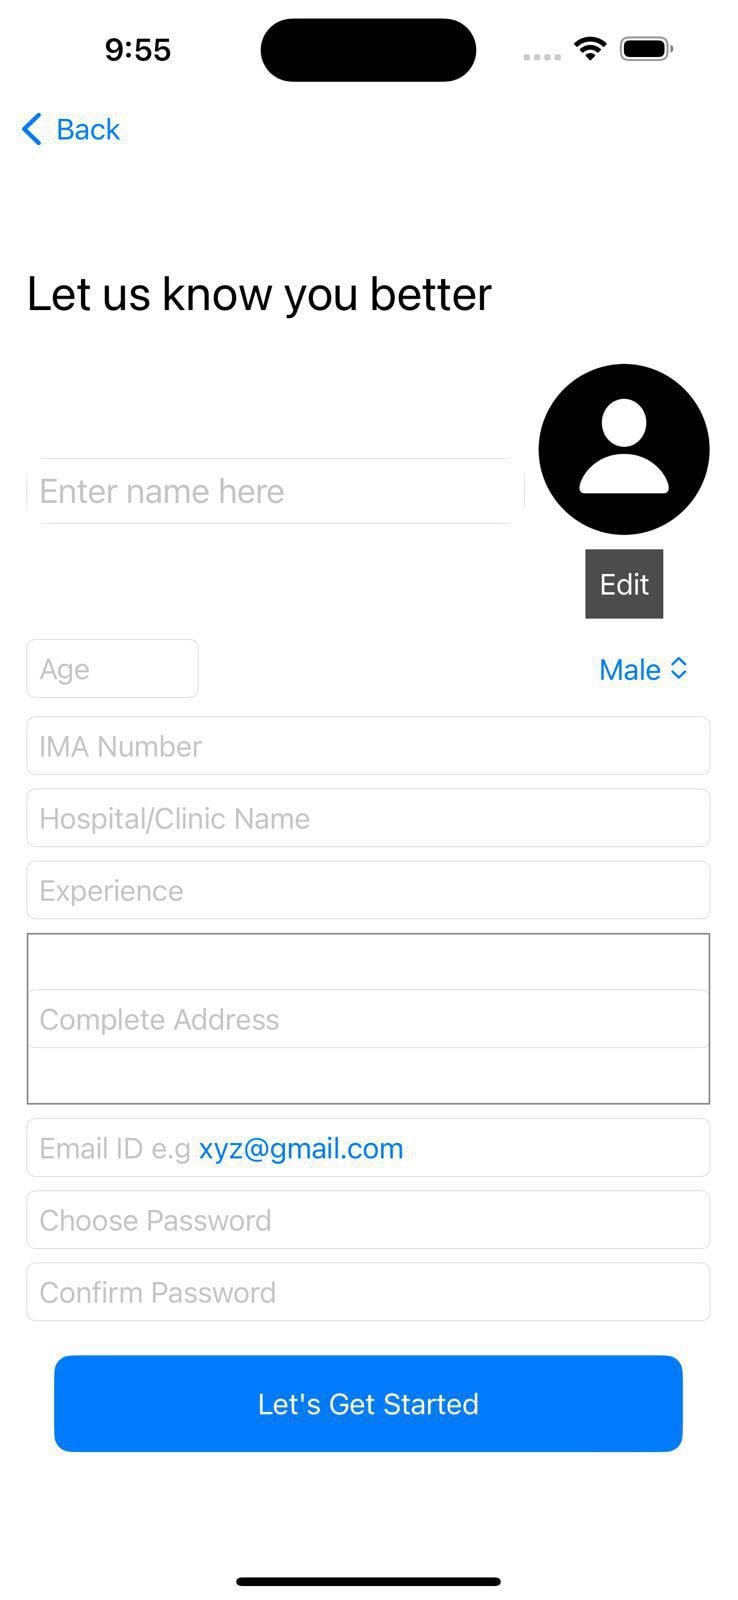 9:55
Back
Let us know you better
Enter name here
Edit
Age
Male
IMA Number
Hospital/Clinic Name
Experience
Complete Address
Email ID e.g xyz@gmail.com
Choose Password
Confirm Password
Let's Get Started